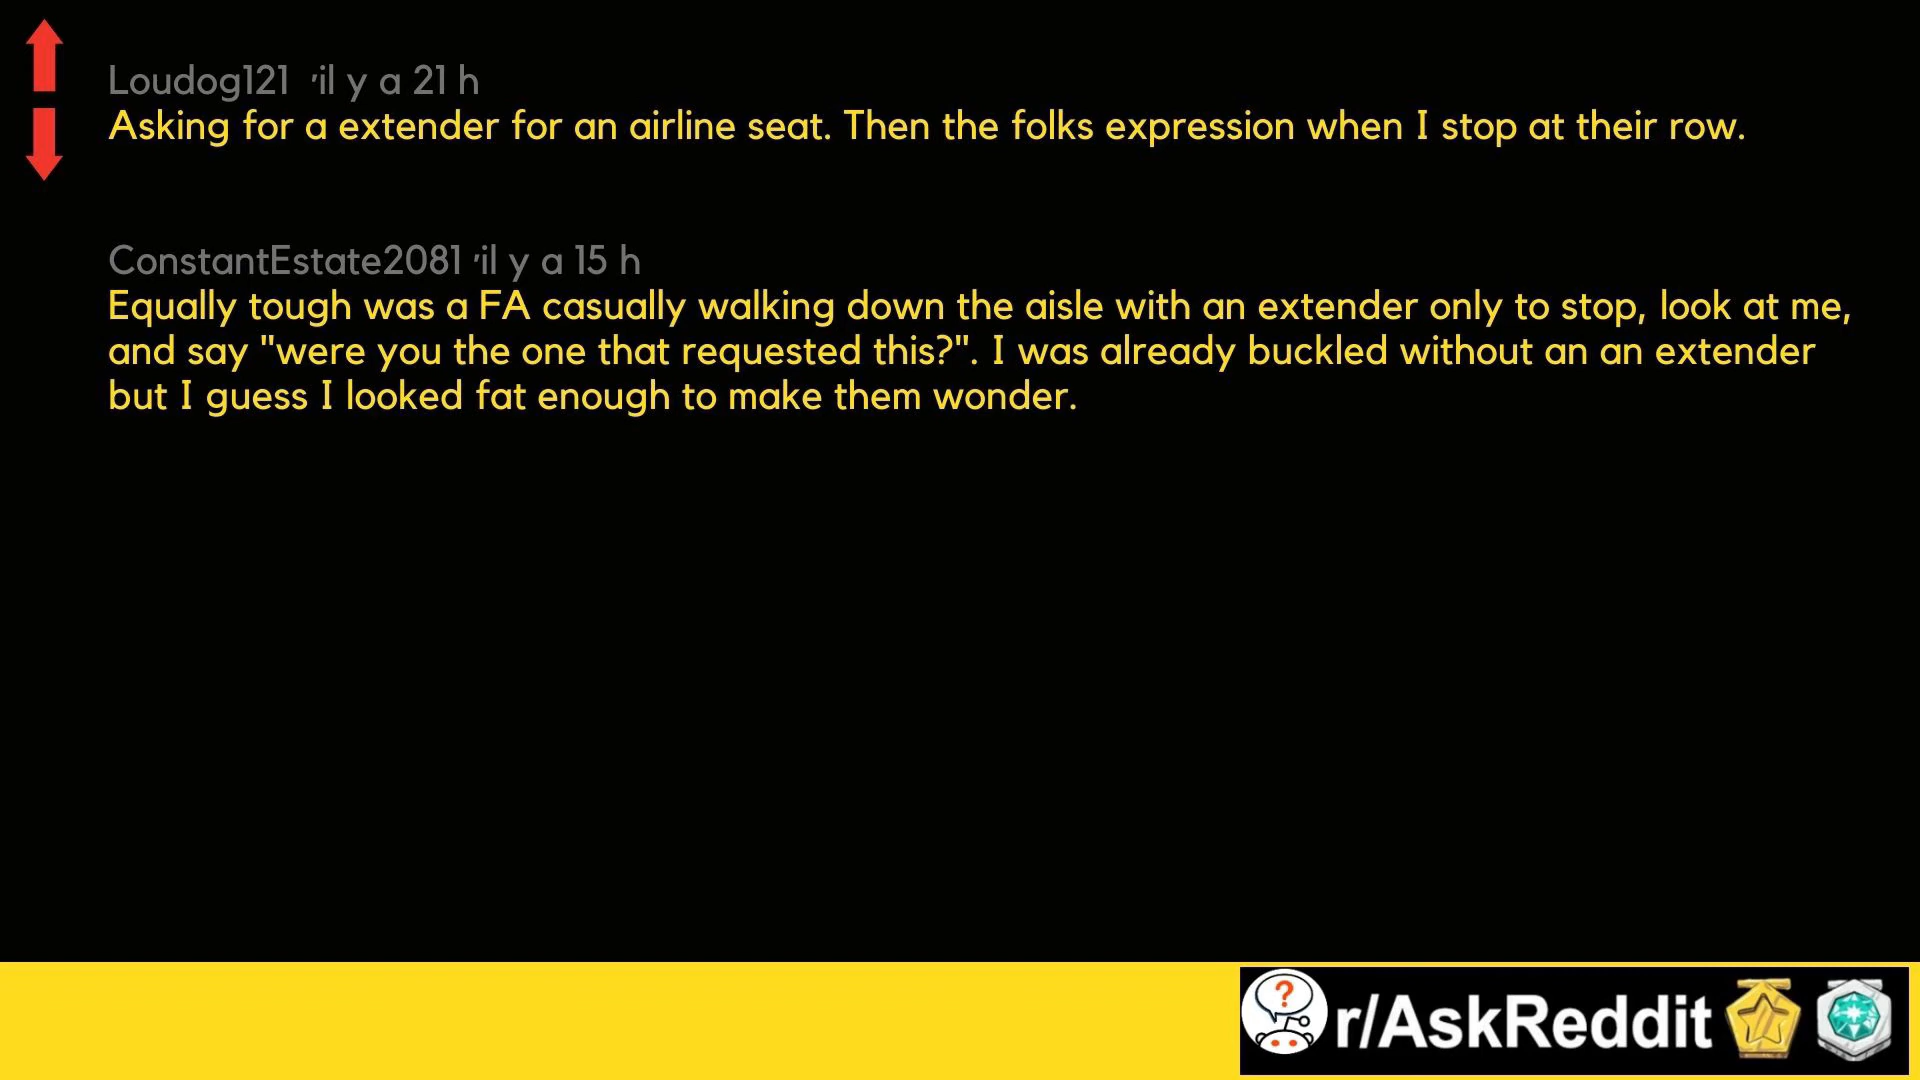 Loudog121 ·il y a 21 h
Asking for a extender for an airline seat. Then the folks expression when I stop at their row.
ConstantEstate2081 ·il y a 15 h
Equally tough was a FA casually walking down the aisle with an extender only to stop, look at me,
and say "were you the one that requested this?". I was already buckled without an an extender
but I guess I looked fat enough to make them wonder.
?
r/AskReddit